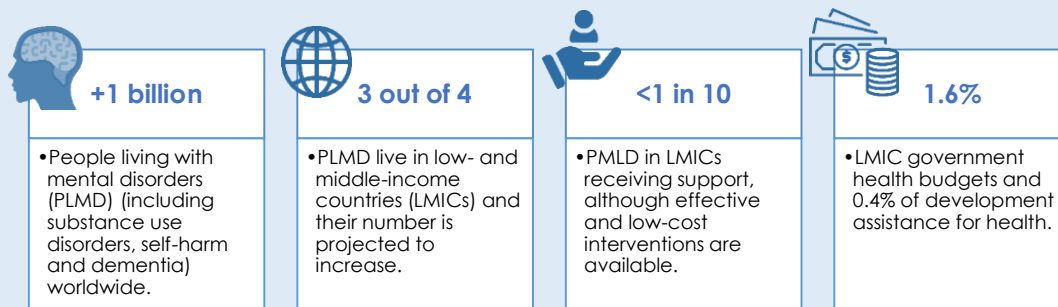 +1 billion
•People living with
mental disorders
(PLMD) (including
substance use
disorders, self-harm
and dementia)
worldwide.
3 out of 4
•PLMD live in low- and
middle-income
countries (LMICs) and
their number is
projected to
increase.
<1 in 10
•PMLD in LMICs
receiving support,
although effective
and low-cost
interventions are
available.
$
1.6%
•LMIC government
health budgets and
0.4% of development
assistance for health.